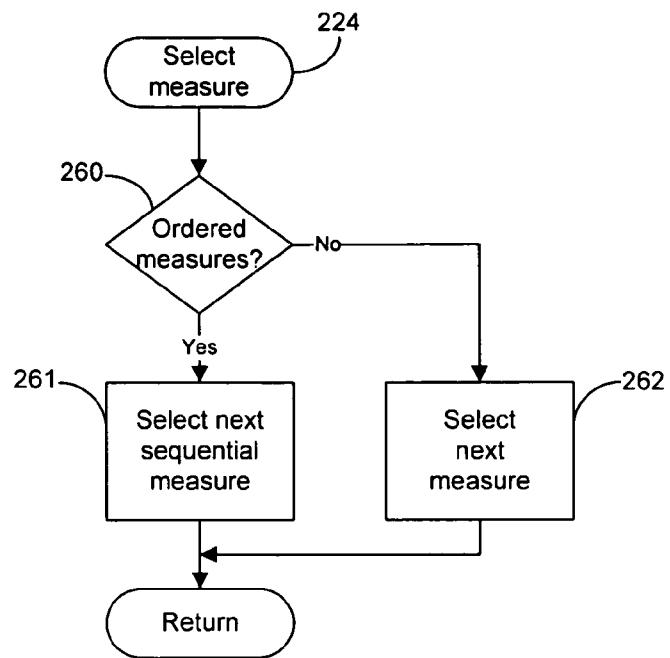 224
Select
measure
260
Ordered
measures?
No
Yes
261
Select next
sequential
measure
262
Select
next
measure
Return